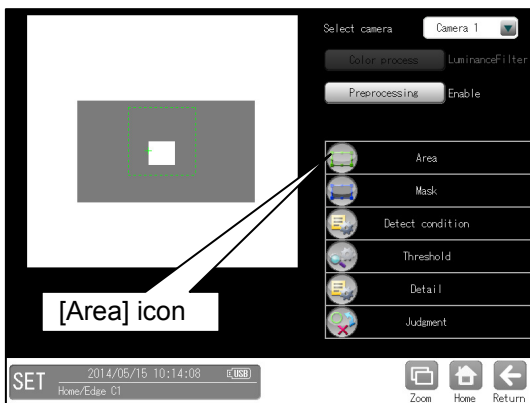 Select camera
Camera 1
Color process
LuminanceFilter
Preprocessing
Enable
Area
Mask
Detect condition
Threshold
Detail
Judgment
[Area] icon
SET
2014/05/15 10:14:08
USB
Home/Edge C1
Zoom
Home
Return